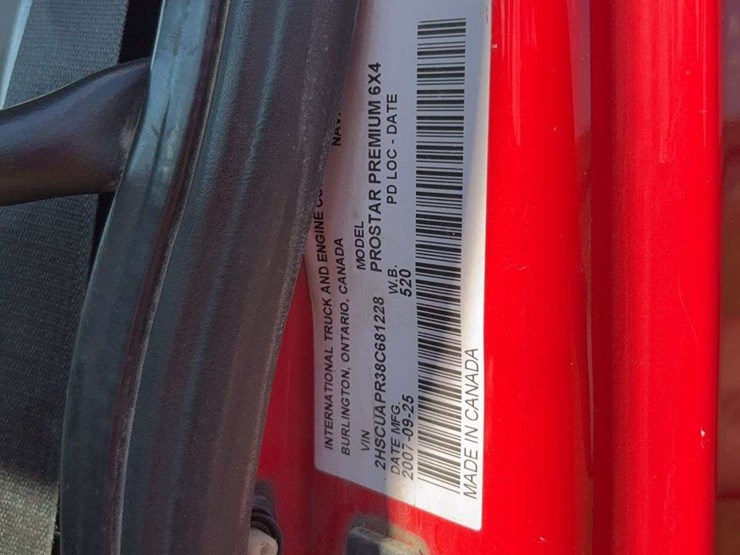 INTERNATIONAL TRUCK AND ENGINE
BURLINGTON, ONTARIO, CANADA
VIN MODEL
2HSCUAPR38C681228 PROSTAR PREMIUM 6X4
DATE MFG. W.B. PD LOC - DATE
2007-09-25 520
MADE IN CANADA